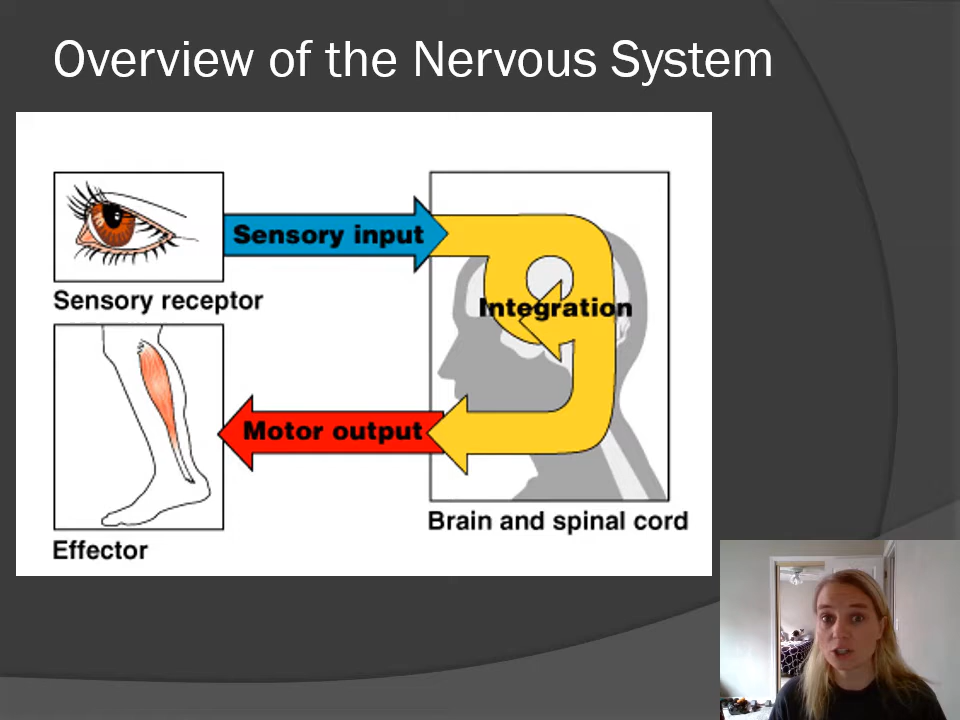 Overview of the Nervous System
Sensory input
Sensory receptor
Integration
Motor output
Brain and spinal cord
Effector